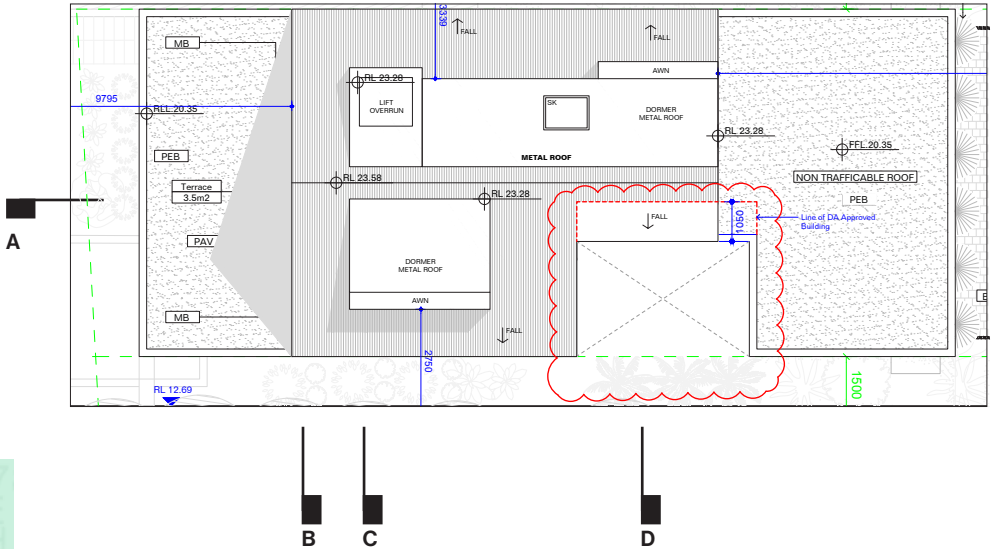 3339
FALL
FALL
MB
RL 23.28
AWN
9795
LIFT
OVERRUN
SK
DORMER
METAL ROOF
RLL.20.35
RL 23.28
FFL.20.35
PEB
METAL ROOF
NON TRAFFICABLE ROOF
RL 23.58
Terrace
3.5m2
RL 23.28
PEB
A
FALL
1050
Line of DA Approved
Building
PAV
DORMER
METAL ROOF
AWN
MB
FALL
2750
1500
RL 12.69
B
C
D